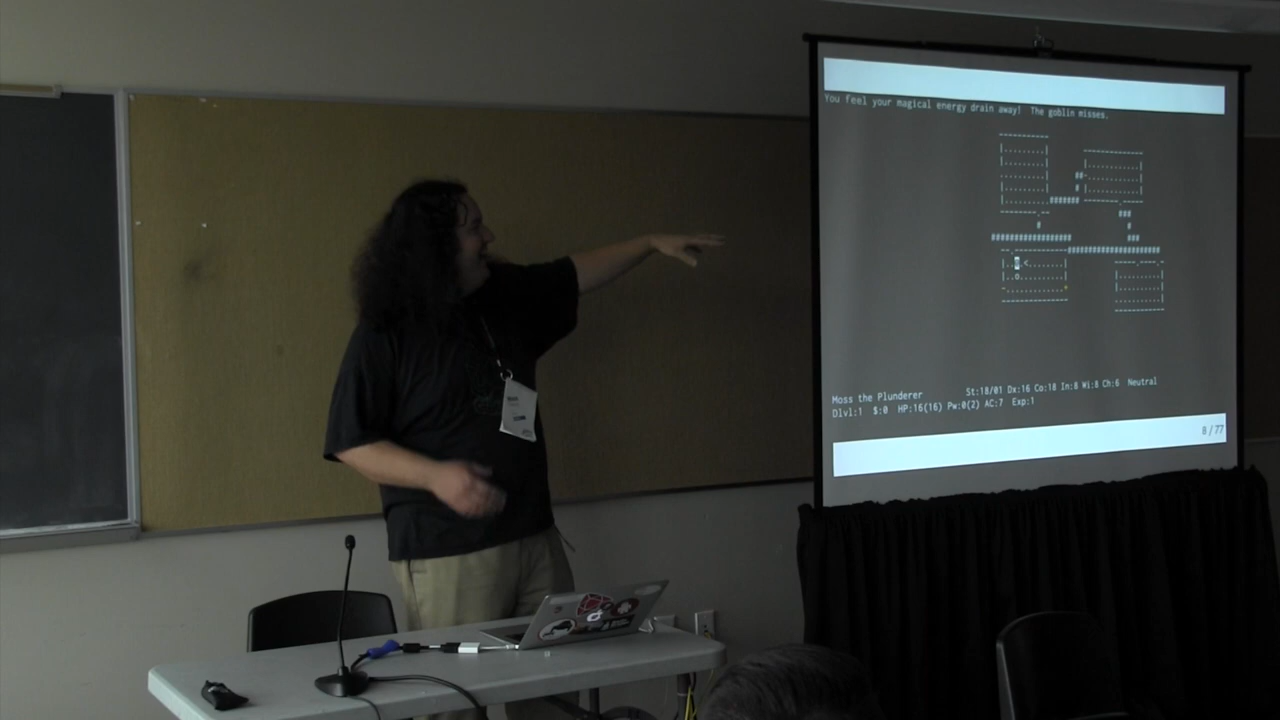 You feel your magical energy drain away! The goblin misses.
Moss the Plunderer St:18/01 Dx:16 Co:18 In:8 Wi:8 Ch:6 Neutral
Dlvl:1 $:0 HP:16(16) Pw:0(2) AC:7 Exp:1
8/77